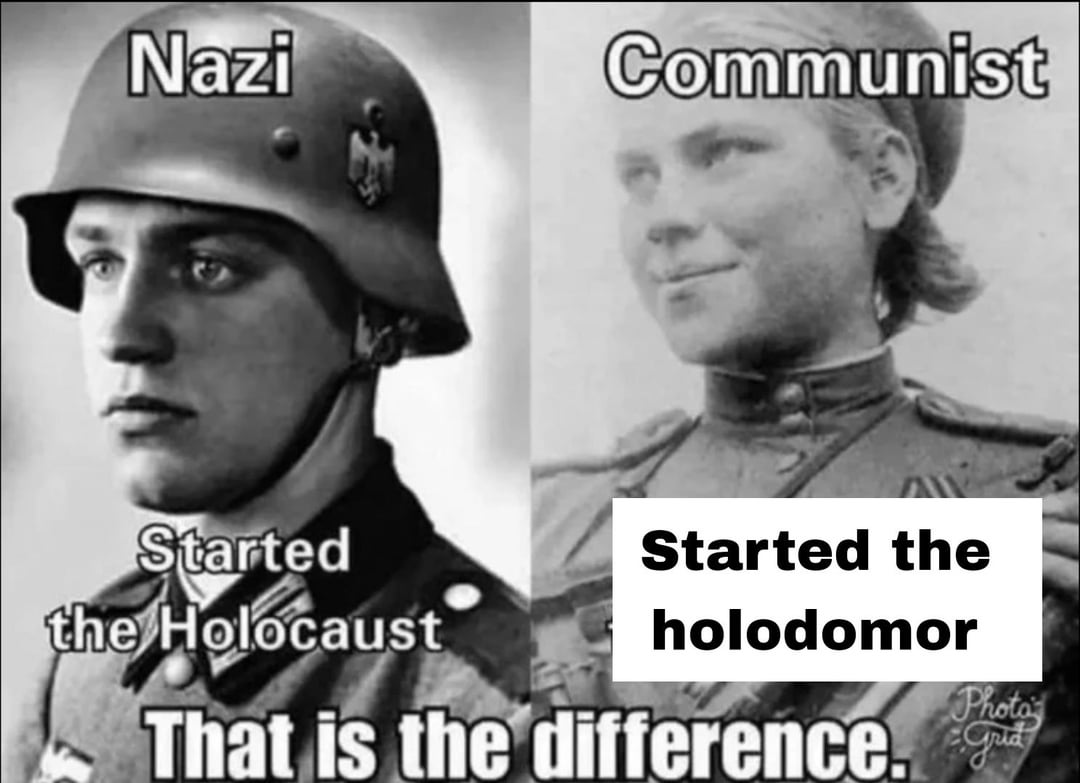 Nazi
Communist
Started
the Holocaust
Started the
holodomor
That is the difference.
Photo
Grid